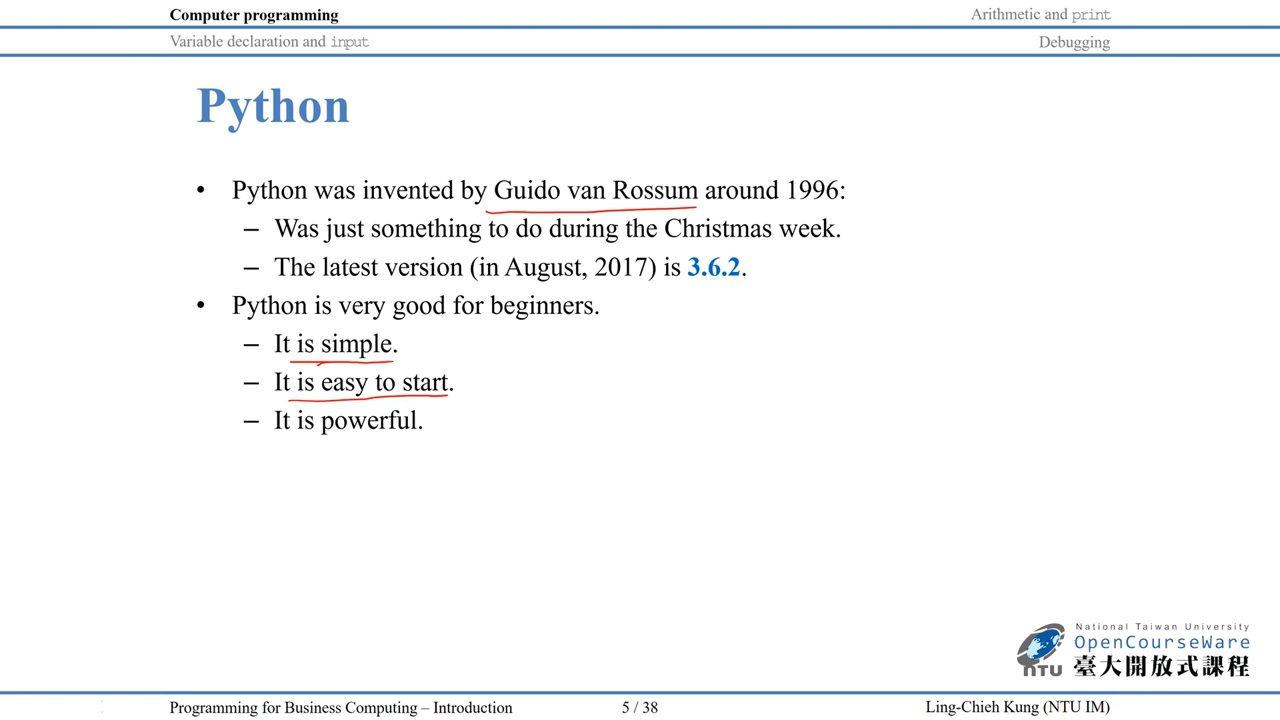 Computer programming
Arithmetic and print
Variable declaration and input
Debugging
Python
• Python was invented by Guido van Rossum around 1996:
– Was just something to do during the Christmas week.
– The latest version (in August, 2017) is 3.6.2.
• Python is very good for beginners.
– It is simple.
– It is easy to start.
– It is powerful.
National Taiwan University
OpenCourseWare
臺大開放式課程
NTU
Programming for Business Computing – Introduction
5 / 38
Ling-Chieh Kung (NTU IM)